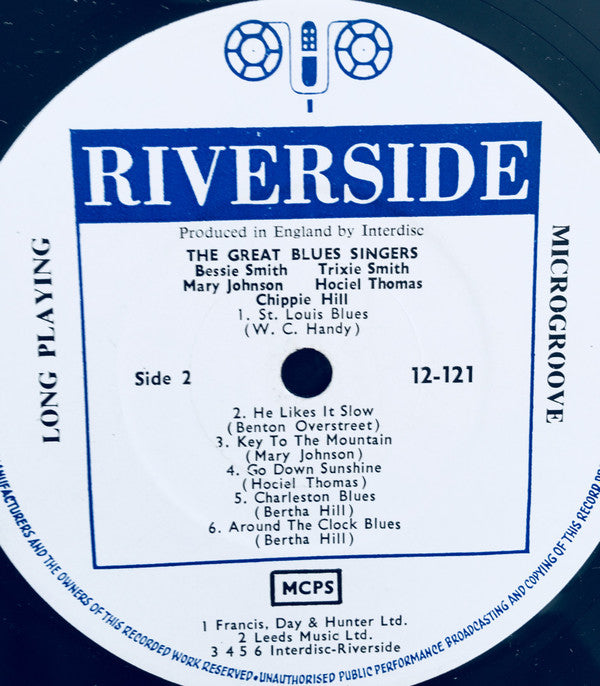 RIVERSIDE
Produced in England by Interdisc
THE GREAT BLUES SINGERS
Bessie Smith Trixie Smith
Mary Johnson Hociel Thomas
Chippie Hill
1. St. Louis Blues
(W. C. Handy)
LONG PLAYING
MICROGROOVE
Side 2
12-121
2. He Likes It Slow
(Benton Overstreet)
3. Key To The Mountain
(Mary Johnson)
4. Go Down Sunshine
(Hociel Thomas)
5. Charleston Blues
(Bertha Hill)
6. Around The Clock Blues
(Bertha Hill)
MCPS
1 Francis, Day & Hunter Ltd.
2 Leeds Music Ltd.
3 4 5 6 Interdisc-Riverside
AND THE OWNERS OF THIS RECORDED WORK RESERVED • UNAUTHORISED PUBLIC PERFORMANCE BROADCASTING AND COPYING OF THIS RECORD